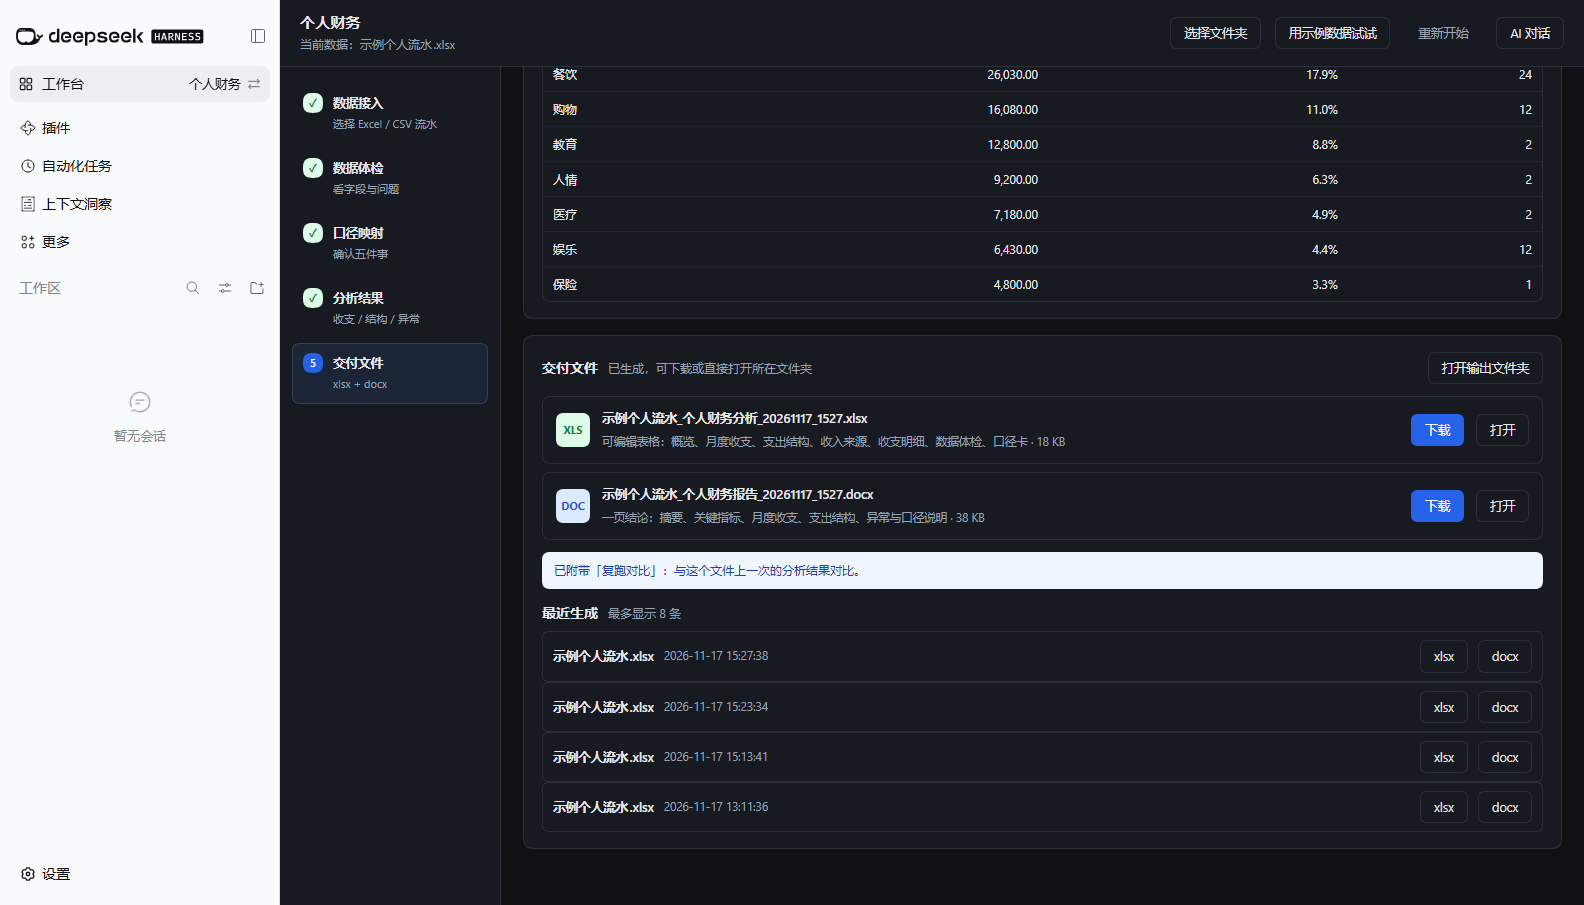 deepseek HARNESS
工作台 个人财务
插件
自动化任务
上下文洞察
更多
工作区
暂无会话
设置
个人财务
当前数据：示例个人流水.xlsx
选择文件夹
用示例数据试试
重新开始
AI 对话
✓ 数据接入
选择 Excel / CSV 流水
✓ 数据体检
看字段与问题
✓ 口径映射
确认五件事
✓ 分析结果
收支 / 结构 / 异常
5 交付文件
xlsx + docx
餐饮 26,030.00 17.9% 24
购物 16,080.00 11.0% 12
教育 12,800.00 8.8% 2
人情 9,200.00 6.3% 2
医疗 7,180.00 4.9% 2
娱乐 6,430.00 4.4% 12
保险 4,800.00 3.3% 1
交付文件 已生成，可下载或直接打开所在文件夹 打开输出文件夹
XLS
示例个人流水_个人财务分析_20261117_1527.xlsx
可编辑表格：概览、月度收支、支出结构、收入来源、收支明细、数据体检、口径卡 · 18 KB
下载 打开
DOC
示例个人流水_个人财务报告_20261117_1527.docx
一页结论：摘要、关键指标、月度收支、支出结构、异常与口径说明 · 38 KB
下载 打开
已附带「复跑对比」：与这个文件上一次的分析结果对比。
最近生成 最多显示 8 条
示例个人流水.xlsx 2026-11-17 15:27:38 xlsx docx
示例个人流水.xlsx 2026-11-17 15:23:34 xlsx docx
示例个人流水.xlsx 2026-11-17 15:13:41 xlsx docx
示例个人流水.xlsx 2026-11-17 13:11:36 xlsx docx